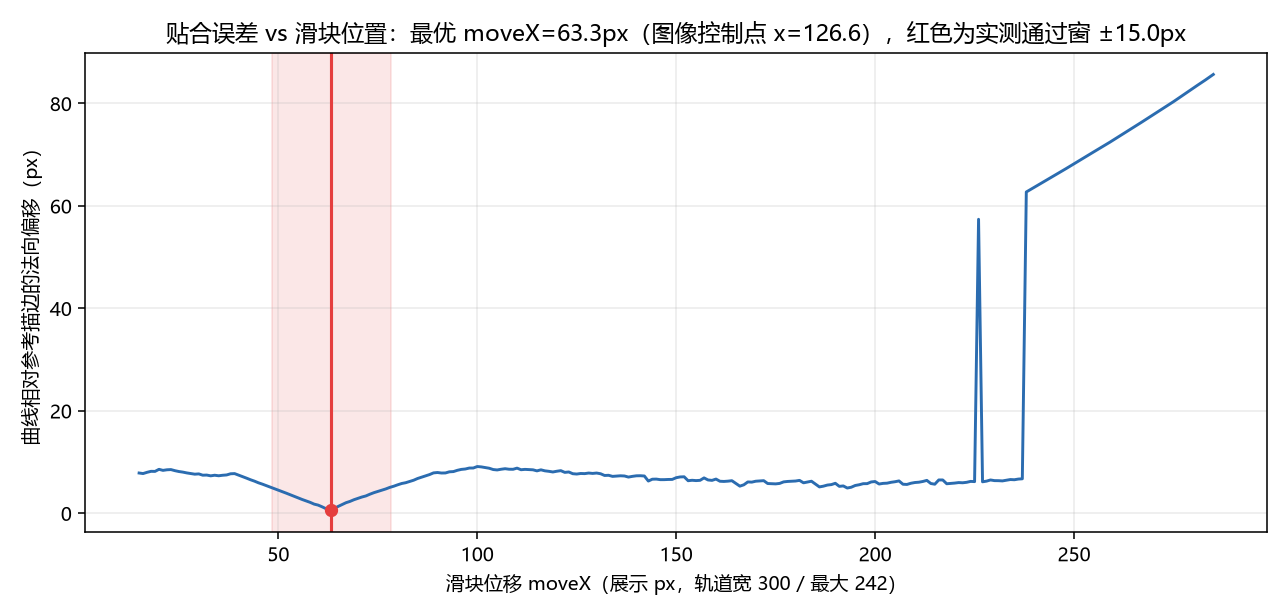 贴合误差 vs 滑块位置：最优 moveX=63.3px（图像控制点 x=126.6），红色为实测通过窗 ±15.0px
曲线相对参考描边的法向偏移（px）
80
60
40
20
0
50 100 150 200 250
滑块位移 moveX（展示 px，轨道宽 300 / 最大 242）